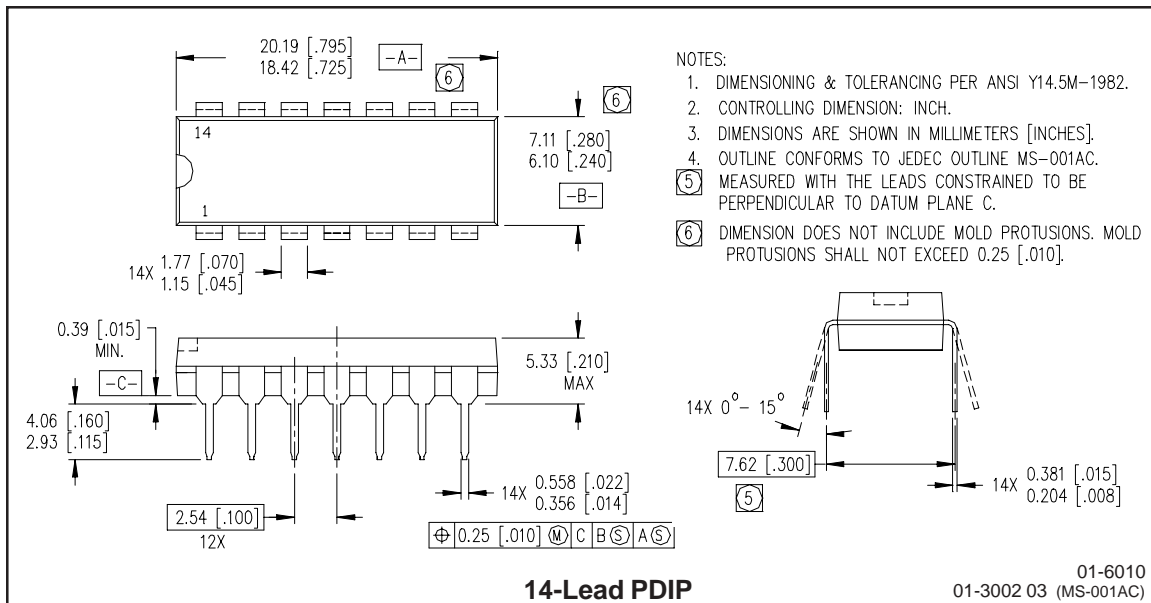 20.19 [.795]
18.42 [.725]
-A-
6
6
14
1
7.11 [.280]
6.10 [.240]
-B-
14X 1.77 [.070]
1.15 [.045]
NOTES:
1. DIMENSIONING & TOLERANCING PER ANSI Y14.5M-1982.
2. CONTROLLING DIMENSION: INCH.
3. DIMENSIONS ARE SHOWN IN MILLIMETERS [INCHES].
4. OUTLINE CONFORMS TO JEDEC OUTLINE MS-001AC.
5 MEASURED WITH THE LEADS CONSTRAINED TO BE
PERPENDICULAR TO DATUM PLANE C.
6 DIMENSION DOES NOT INCLUDE MOLD PROTUSIONS. MOLD
PROTUSIONS SHALL NOT EXCEED 0.25 [.010].
0.39 [.015]
MIN.
-C-
4.06 [.160]
2.93 [.115]
5.33 [.210]
MAX
2.54 [.100]
12X
14X 0.558 [.022]
0.356 [.014]
⌖ 0.25 [.010] Ⓜ C B Ⓢ A Ⓢ
14X 0°- 15°
7.62 [.300]
5
14X 0.381 [.015]
0.204 [.008]
14-Lead PDIP
01-6010
01-3002 03 (MS-001AC)